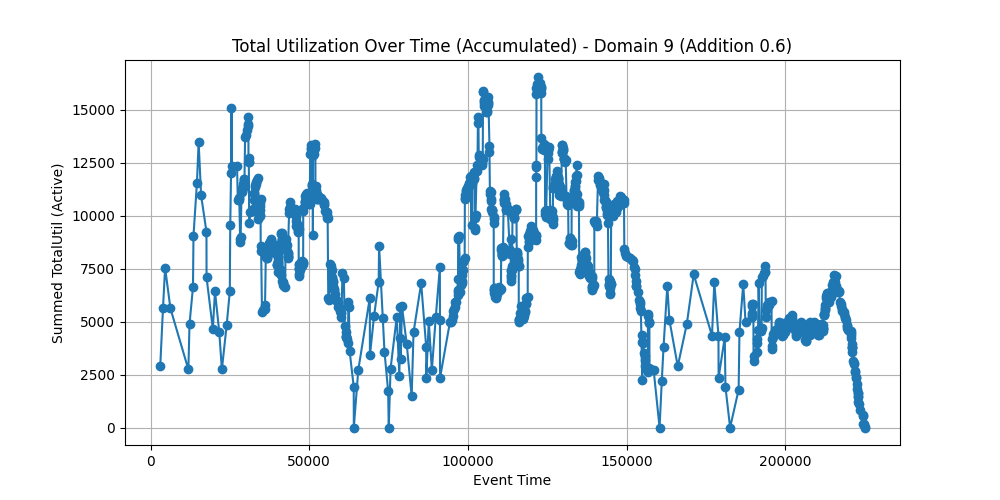 Total Utilization Over Time (Accumulated) - Domain 9 (Addition 0.6)
Summed TotalUtil (Active)
15000
12500
10000
7500
5000
2500
0
0 50000 100000 150000 200000
Event Time